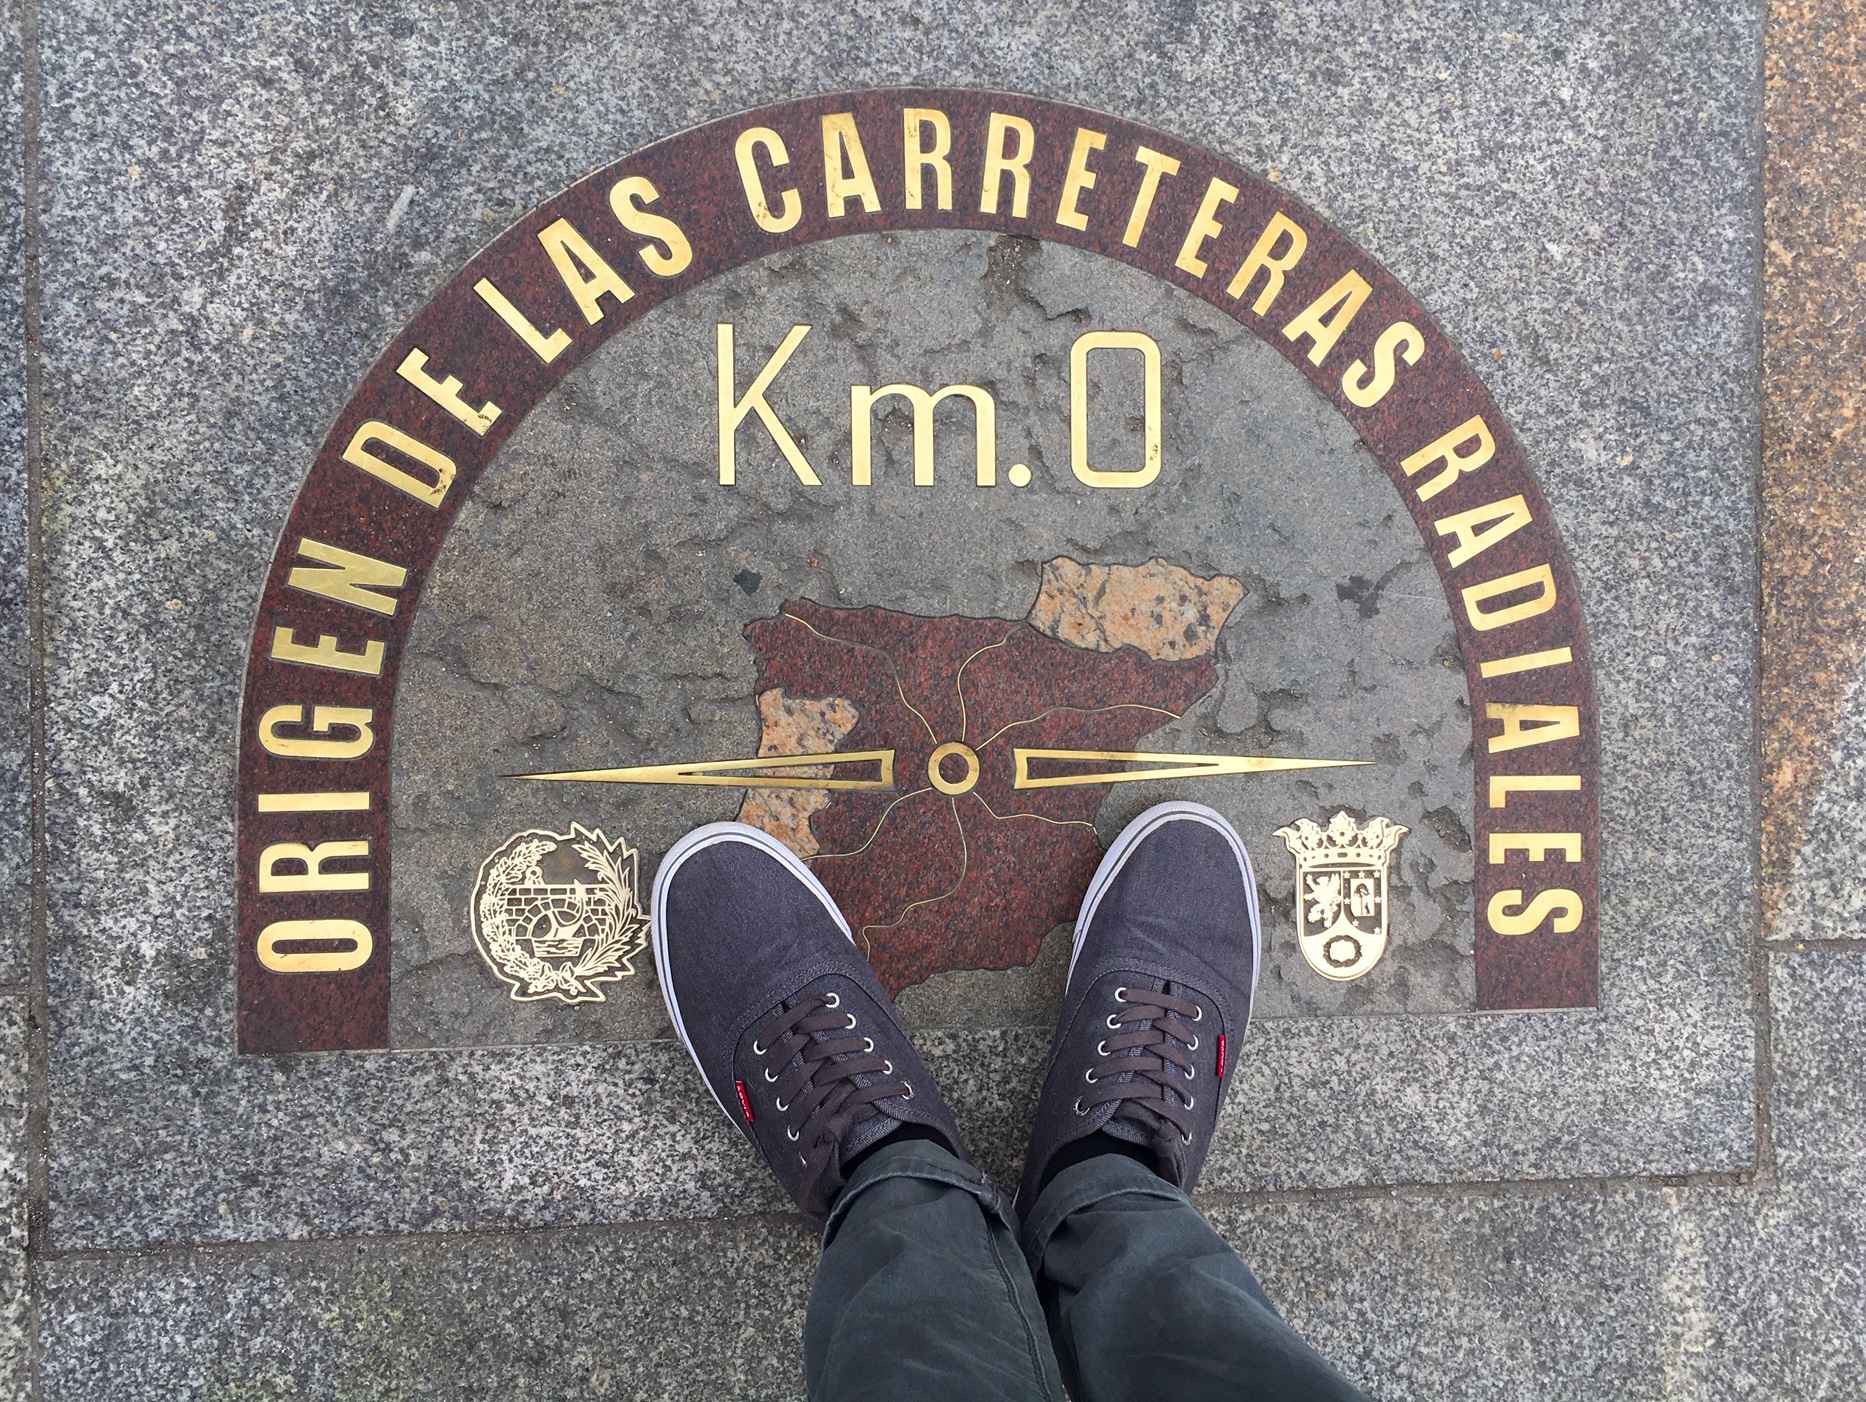 ORIGEN DE LAS CARRETERAS RADIALES
Km.0